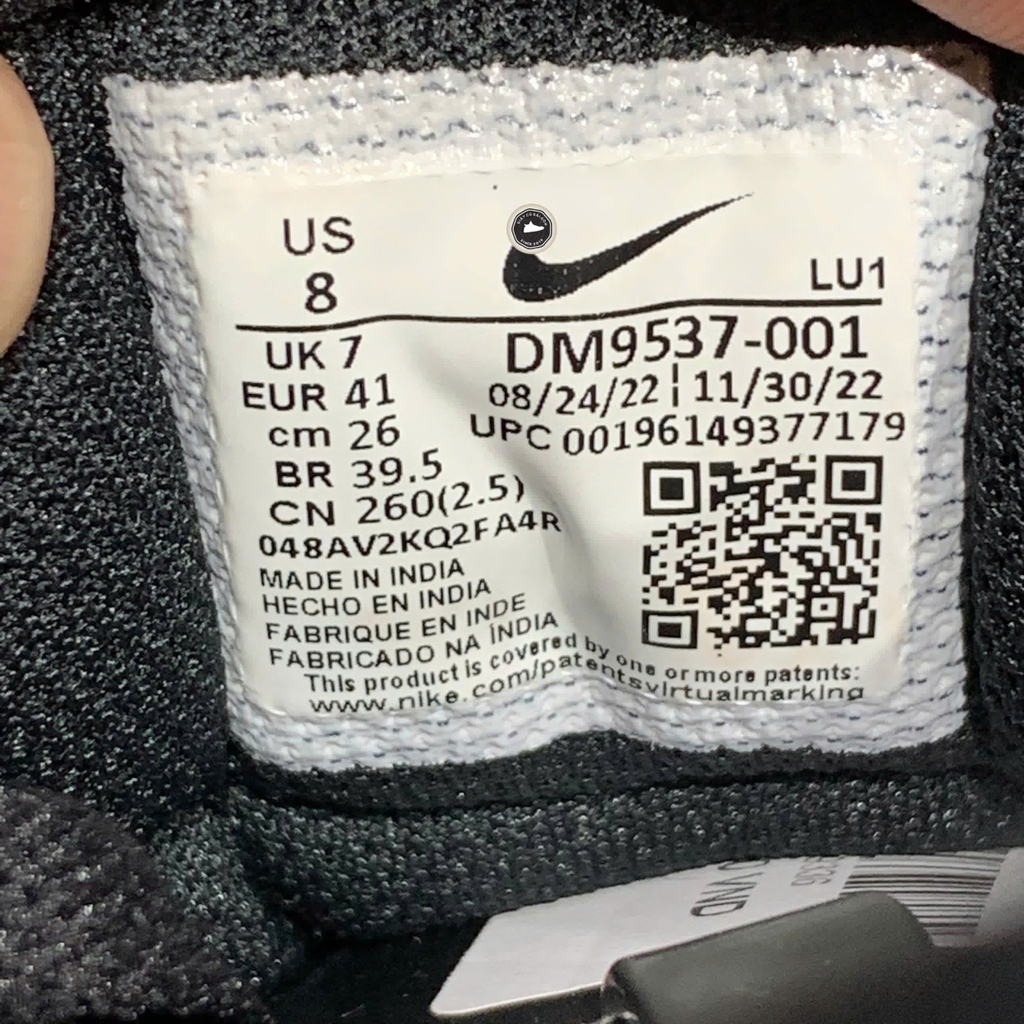 US
8
LU1
UK 7
EUR 41
cm 26
BR 39.5
CN 260(2.5)
048AV2KQ2FA4R
DM9537-001
08/24/22 ¦ 11/30/22
UPC 00196149377179
MADE IN INDIA
HECHO EN INDIA
FABRIQUE EN INDE
FABRICADO NA ÍNDIA
This product is covered by one or more patents:
www.nike.com/patentsvirtualmarking
VND